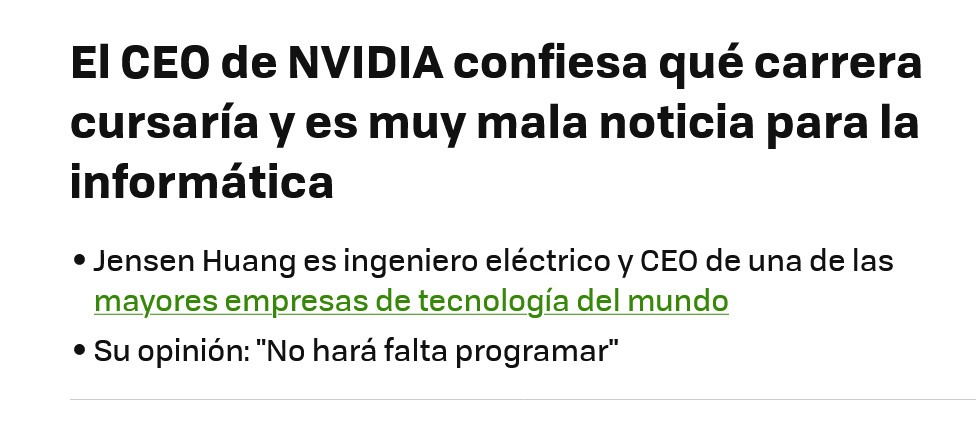 El CEO de NVIDIA confiesa qué carrera
cursaría y es muy mala noticia para la
informática
• Jensen Huang es ingeniero eléctrico y CEO de una de las
mayores empresas de tecnología del mundo
• Su opinión: "No hará falta programar"